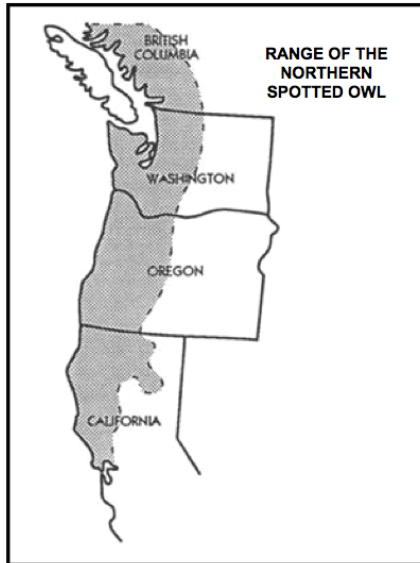 RANGE OF THE
NORTHERN
SPOTTED OWL
BRITISH
COLUMBIA
WASHINGTON
OREGON
CALIFORNIA